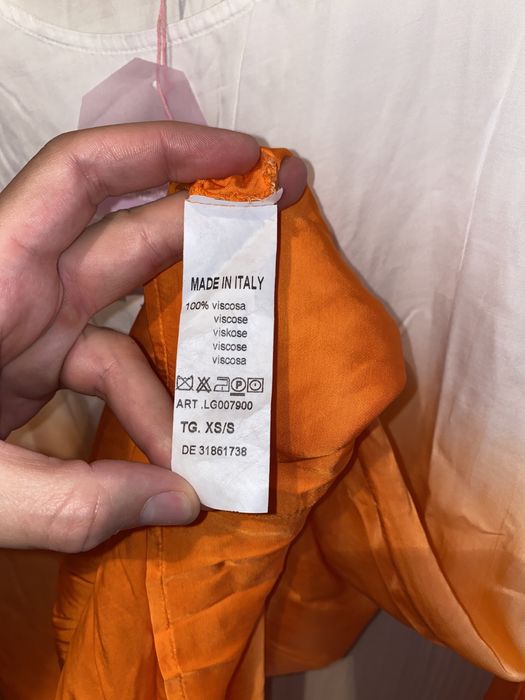 MADE IN ITALY
100% viscosa
viscose
viskose
viscose
viscosa
ART .LG007900
TG. XS/S
DE 31861738